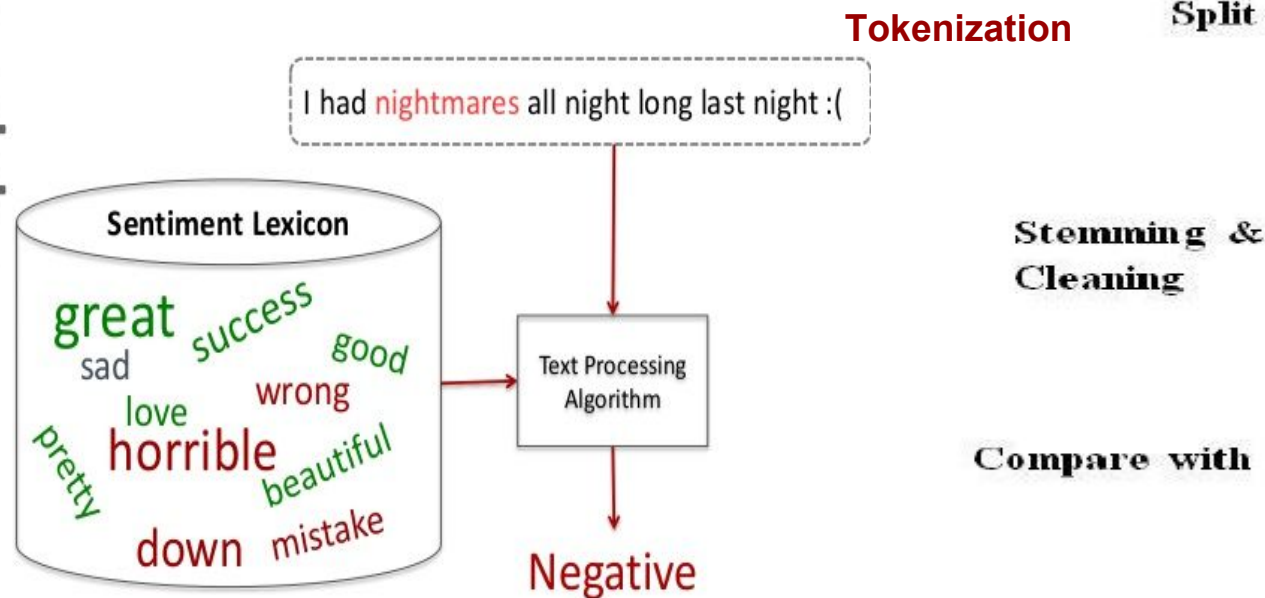 Tokenization
Split
I had nightmares all night long last night :(
Sentiment Lexicon
great
success
sad
good
love
wrong
pretty
horrible
beautiful
down
mistake
Text Processing
Algorithm
Negative
Stemming &
Cleaning
Compare with